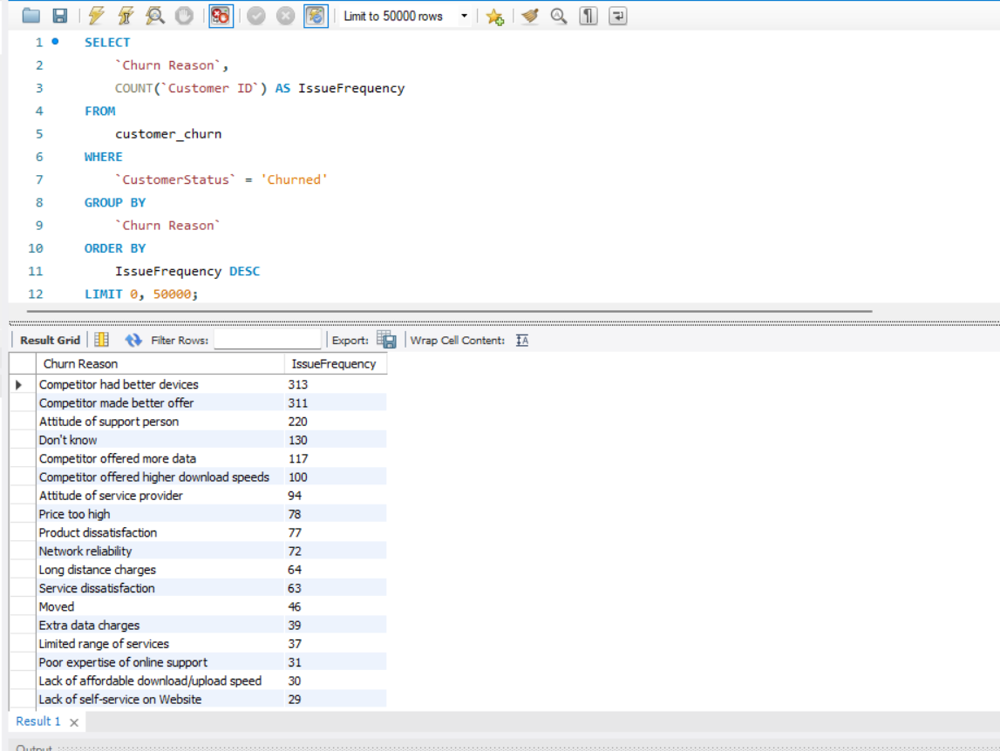 Limit to 50000 rows
1 SELECT
2 `Churn Reason`,
3 COUNT(`Customer ID`) AS IssueFrequency
4 FROM
5 customer_churn
6 WHERE
7 `CustomerStatus` = 'Churned'
8 GROUP BY
9 `Churn Reason`
10 ORDER BY
11 IssueFrequency DESC
12 LIMIT 0, 50000;
Result Grid Filter Rows: Export: Wrap Cell Content: IA
Churn Reason IssueFrequency
Competitor had better devices 313
Competitor made better offer 311
Attitude of support person 220
Don't know 130
Competitor offered more data 117
Competitor offered higher download speeds 100
Attitude of service provider 94
Price too high 78
Product dissatisfaction 77
Network reliability 72
Long distance charges 64
Service dissatisfaction 63
Moved 46
Extra data charges 39
Limited range of services 37
Poor expertise of online support 31
Lack of affordable download/upload speed 30
Lack of self-service on Website 29
Result 1 ×
Output